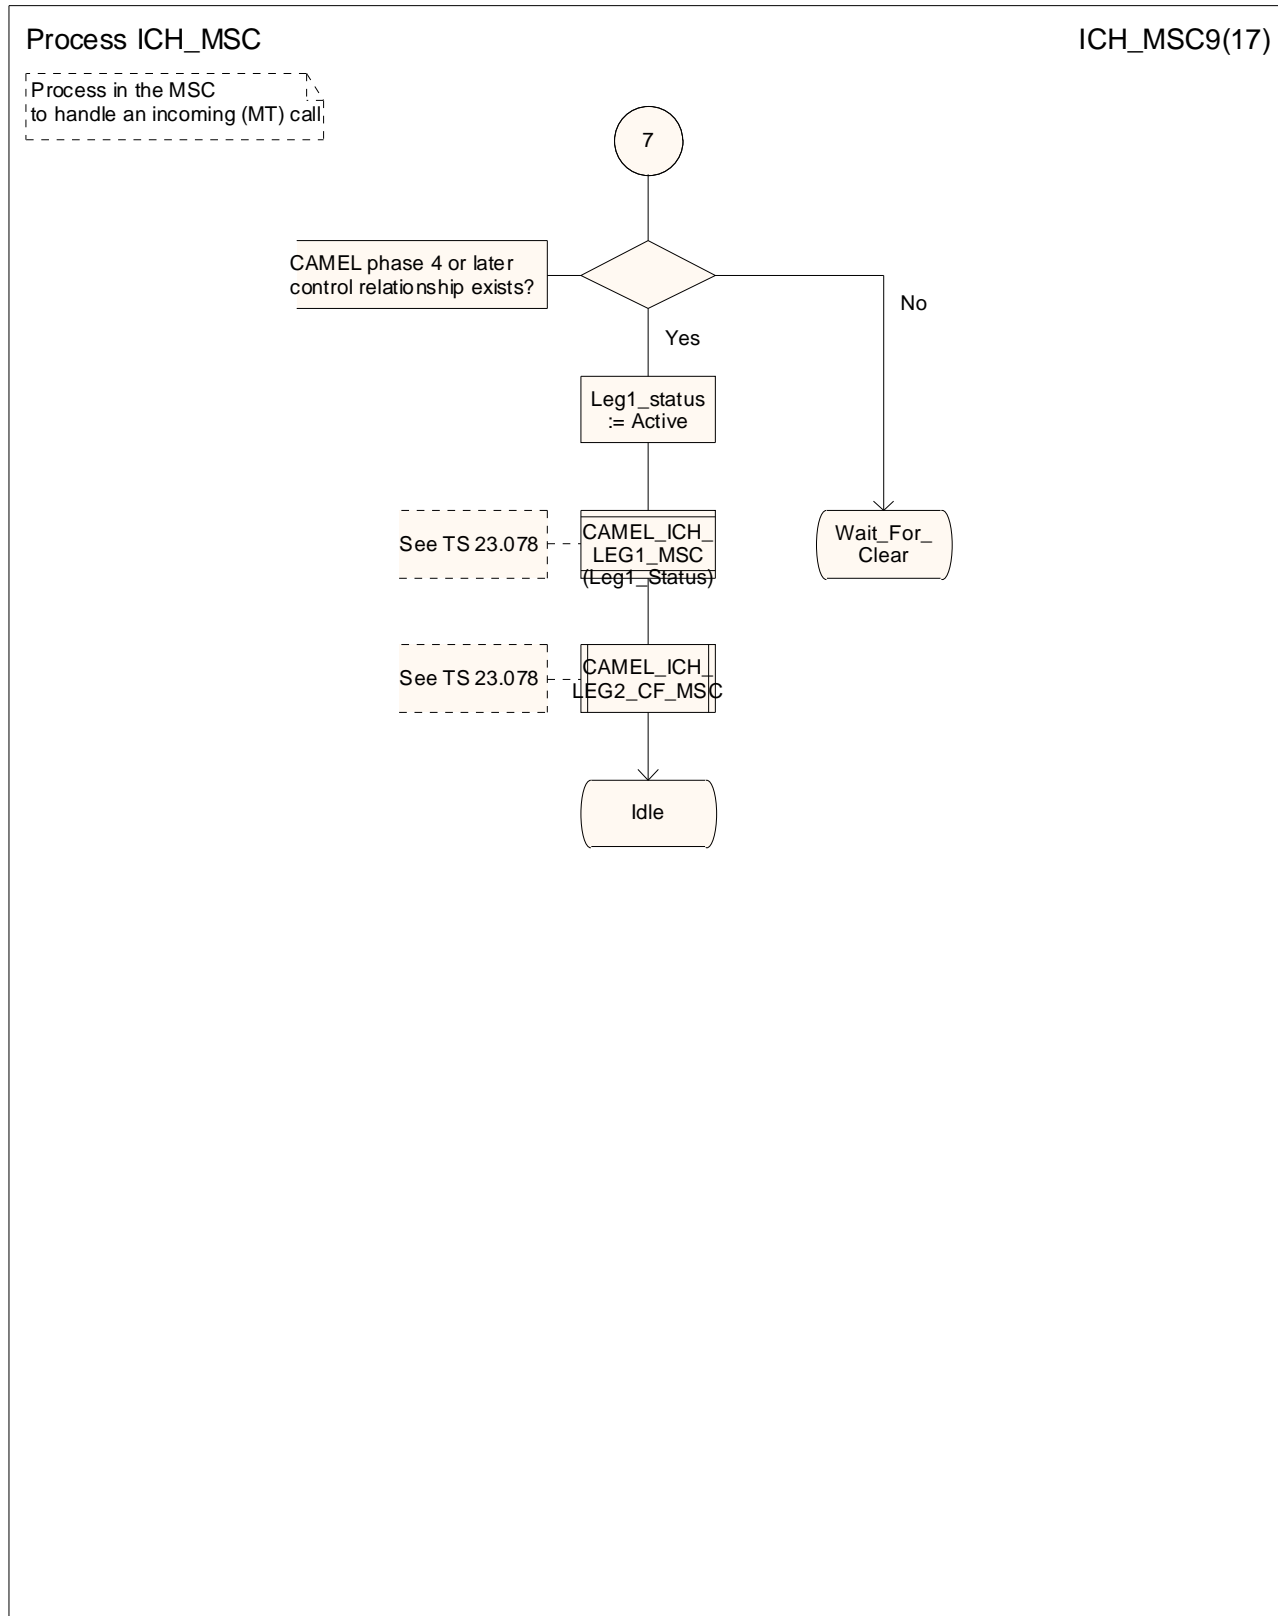 Process ICH_MSC
ICH_MSC9(17)
Process in the MSC
to handle an incoming (MT) call
7
CAMEL phase 4 or later
control relationship exists?
No
Yes
Leg1_status
:= Active
See TS 23.078
CAMEL_ICH_
LEG1_MSC
(Leg1_Status)
Wait_For_
Clear
See TS 23.078
CAMEL_ICH_
LEG2_CF_MSC
Idle